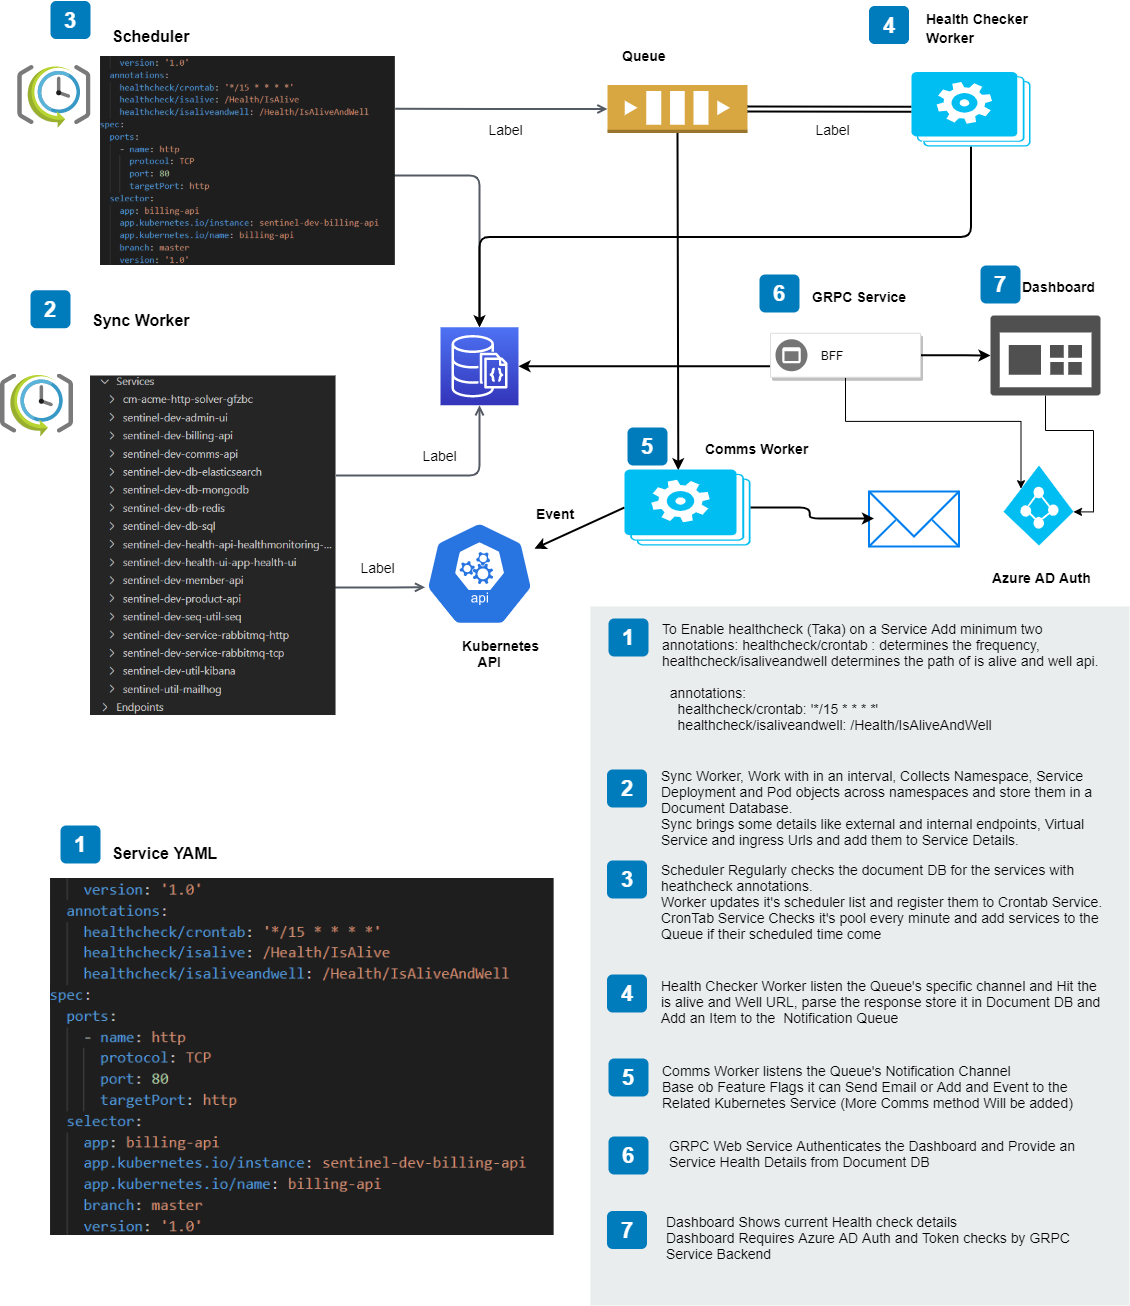 3
Scheduler
version: '1.0'
annotations:
healthcheck/crontab: '*/15 * * * *'
healthcheck/isalive: /Health/IsAlive
healthcheck/isaliveandwell: /Health/IsAliveAndWell
spec:
ports:
- name: http
protocol: TCP
port: 80
targetPort: http
selector:
app: billing-api
app.kubernetes.io/instance: sentinel-dev-billing-api
app.kubernetes.io/name: billing-api
branch: master
version: '1.0'
Label
Queue
Label
4
Health Checker
Worker
2
Sync Worker
Services
cm-acme-http-solver-gfzbc
sentinel-dev-admin-ui
sentinel-dev-billing-api
sentinel-dev-comms-api
sentinel-dev-db-elasticsearch
sentinel-dev-db-mongodb
sentinel-dev-db-redis
sentinel-dev-db-sql
sentinel-dev-health-api-healthmonitoring-...
sentinel-dev-health-ui-app-health-ui
sentinel-dev-member-api
sentinel-dev-product-api
sentinel-dev-seq-util-seq
sentinel-dev-service-rabbitmq-http
sentinel-dev-service-rabbitmq-tcp
sentinel-dev-util-kibana
sentinel-util-mailhog
Endpoints
Label
Label
6
GRPC Service
BFF
7
Dashboard
5
Comms Worker
Event
api
Kubernetes
API
Azure AD Auth
1
Service YAML
version: '1.0'
annotations:
healthcheck/crontab: '*/15 * * * *'
healthcheck/isalive: /Health/IsAlive
healthcheck/isaliveandwell: /Health/IsAliveAndWell
spec:
ports:
- name: http
protocol: TCP
port: 80
targetPort: http
selector:
app: billing-api
app.kubernetes.io/instance: sentinel-dev-billing-api
app.kubernetes.io/name: billing-api
branch: master
version: '1.0'
1
To Enable healthcheck (Taka) on a Service Add minimum two
annotations: healthcheck/crontab : determines the frequency,
healthcheck/isaliveandwell determines the path of is alive and well api.
annotations:
healthcheck/crontab: '*/15 * * * *'
healthcheck/isaliveandwell: /Health/IsAliveAndWell
2
Sync Worker, Work with in an interval, Collects Namespace, Service
Deployment and Pod objects across namespaces and store them in a
Document Database.
Sync brings some details like external and internal endpoints, Virtual
Service and ingress Urls and add them to Service Details.
3
Scheduler Regularly checks the document DB for the services with
heathcheck annotations.
Worker updates it's scheduler list and register them to Crontab Service.
CronTab Service Checks it's pool every minute and add services to the
Queue if their scheduled time come
4
Health Checker Worker listen the Queue's specific channel and Hit the
is alive and Well URL, parse the response store it in Document DB and
Add an Item to the Notification Queue
5
Comms Worker listens the Queue's Notification Channel
Base ob Feature Flags it can Send Email or Add and Event to the
Related Kubernetes Service (More Comms method Will be added)
6
GRPC Web Service Authenticates the Dashboard and Provide an
Service Health Details from Document DB
7
Dashboard Shows current Health check details
Dashboard Requires Azure AD Auth and Token checks by GRPC
Service Backend